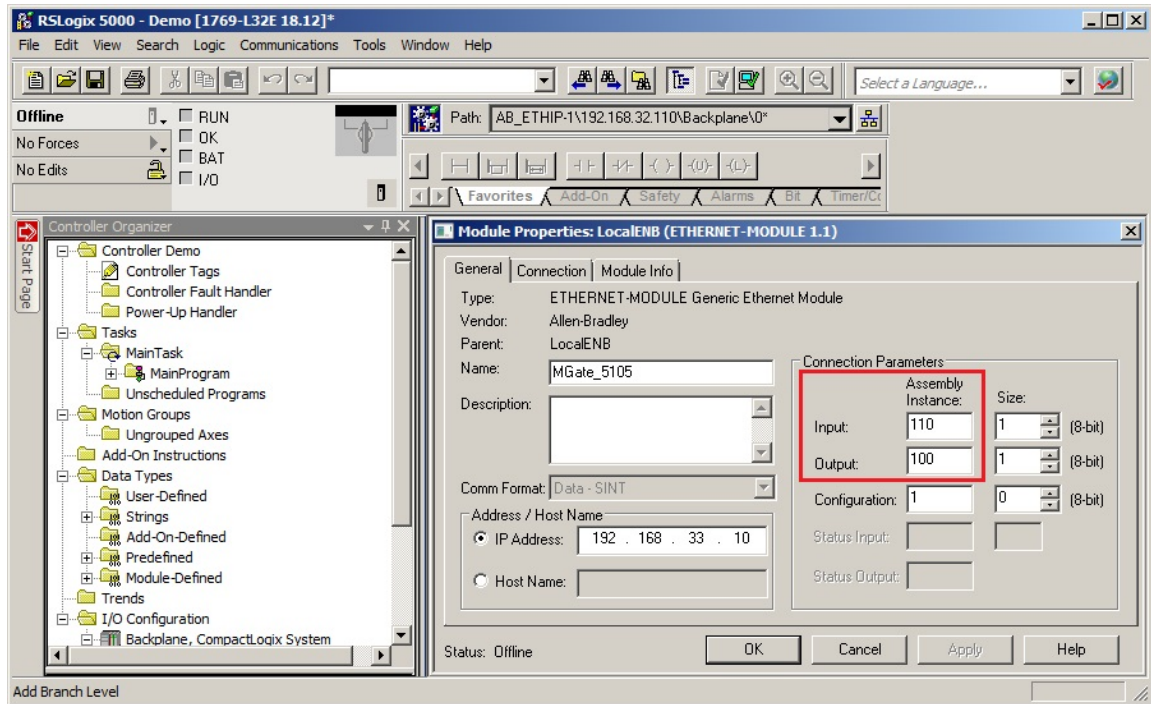 RSLogix 5000 - Demo [1769-L32E 18.12]*
File Edit View Search Logic Communications Tools Window Help
Select a Language...
Offline
RUN
No Forces
OK
No Edits
BAT
I/O
Path: AB_ETHIP-1\192.168.32.110\Backplane\0*
Favorites Add-On Safety Alarms Bit Timer/Co
Start Page
Controller Organizer
Controller Demo
Controller Tags
Controller Fault Handler
Power-Up Handler
Tasks
MainTask
MainProgram
Unscheduled Programs
Motion Groups
Ungrouped Axes
Add-On Instructions
Data Types
User-Defined
Strings
Add-On-Defined
Predefined
Module-Defined
Trends
I/O Configuration
Backplane, CompactLogix System
Module Properties: LocalENB (ETHERNET-MODULE 1.1)
General Connection Module Info
Type: ETHERNET-MODULE Generic Ethernet Module
Vendor: Allen-Bradley
Parent: LocalENB
Name: MGate_5105
Description:
Comm Format: Data - SINT
Address / Host Name
IP Address: 192 . 168 . 33 . 10
Host Name:
Connection Parameters
Assembly Instance:
Size:
Input: 110 1 (8-bit)
Output: 100 1 (8-bit)
Configuration: 1 0 (8-bit)
Status Input:
Status Output:
Status: Offline
OK Cancel Apply Help
Add Branch Level